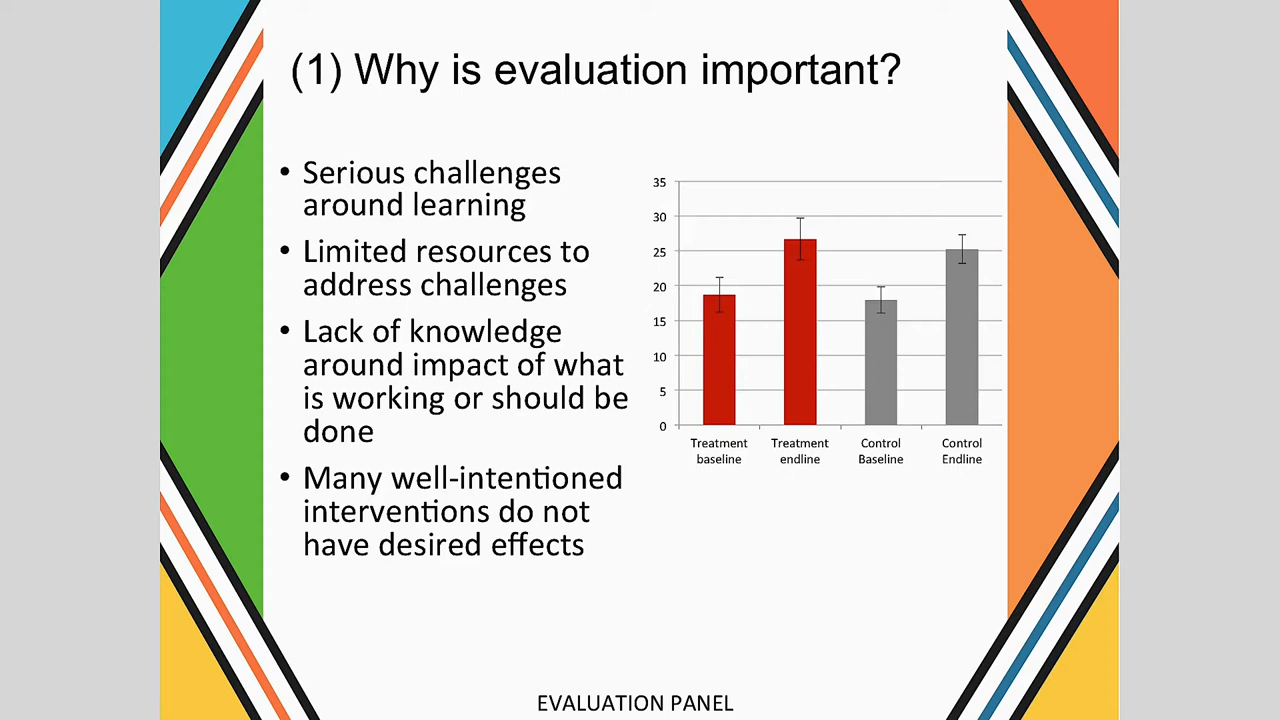 (1) Why is evaluation important?
• Serious challenges
around learning
• Limited resources to
address challenges
• Lack of knowledge
around impact of what
is working or should be
done
• Many well-intentioned
interventions do not
have desired effects
35
30
25
20
15
10
5
0
Treatment baseline
Treatment endline
Control Baseline
Control Endline
EVALUATION PANEL